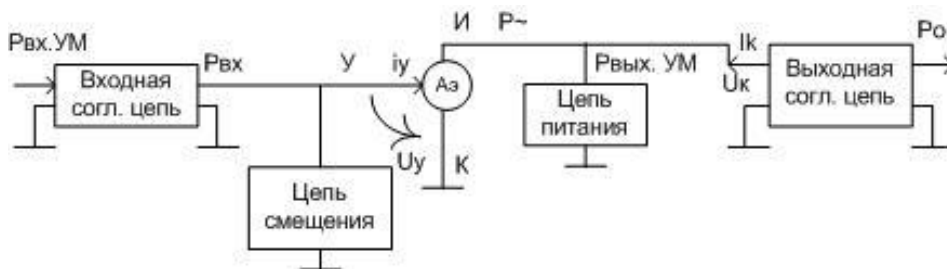 Рвх.УМ
Входная
согл. цепь
Рвх
У
iу
Uу
Цепь
смещения
Аэ
И
Р~
К
Рвых. УМ
Цепь
питания
Ik
Uк
Выходная
согл. цепь
Ро